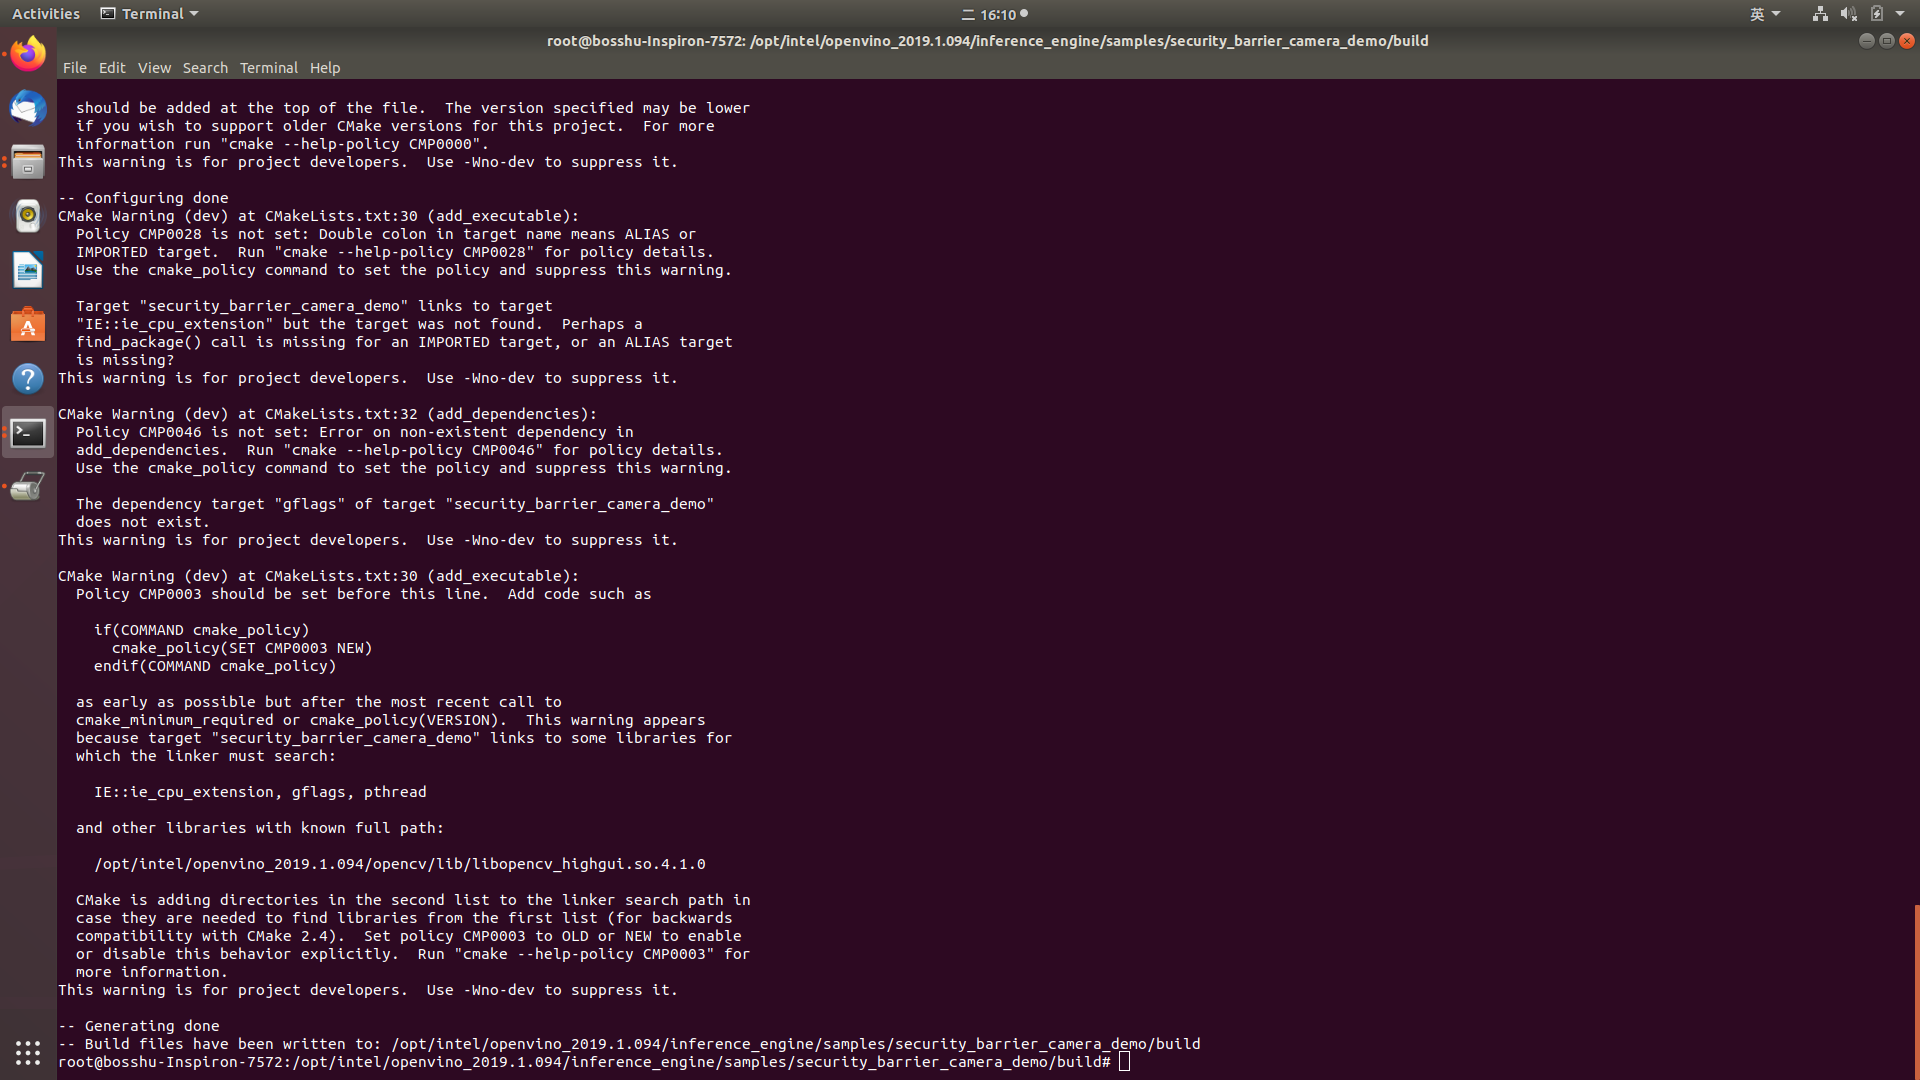 Activities
Terminal
二 16:10
英
root@bosshu-Inspiron-7572: /opt/intel/openvino_2019.1.094/inference_engine/samples/security_barrier_camera_demo/build
File Edit View Search Terminal Help
should be added at the top of the file.  The version specified may be lower
if you wish to support older CMake versions for this project.  For more
information run "cmake --help-policy CMP0000".
This warning is for project developers.  Use -Wno-dev to suppress it.
-- Configuring done
CMake Warning (dev) at CMakeLists.txt:30 (add_executable):
Policy CMP0028 is not set: Double colon in target name means ALIAS or
IMPORTED target.  Run "cmake --help-policy CMP0028" for policy details.
Use the cmake_policy command to set the policy and suppress this warning.
Target "security_barrier_camera_demo" links to target
"IE::ie_cpu_extension" but the target was not found.  Perhaps a
find_package() call is missing for an IMPORTED target, or an ALIAS target
is missing?
This warning is for project developers.  Use -Wno-dev to suppress it.
CMake Warning (dev) at CMakeLists.txt:32 (add_dependencies):
Policy CMP0046 is not set: Error on non-existent dependency in
add_dependencies.  Run "cmake --help-policy CMP0046" for policy details.
Use the cmake_policy command to set the policy and suppress this warning.
The dependency target "gflags" of target "security_barrier_camera_demo"
does not exist.
This warning is for project developers.  Use -Wno-dev to suppress it.
CMake Warning (dev) at CMakeLists.txt:30 (add_executable):
Policy CMP0003 should be set before this line.  Add code such as
if(COMMAND cmake_policy)
cmake_policy(SET CMP0003 NEW)
endif(COMMAND cmake_policy)
as early as possible but after the most recent call to
cmake_minimum_required or cmake_policy(VERSION).  This warning appears
because target "security_barrier_camera_demo" links to some libraries for
which the linker must search:
IE::ie_cpu_extension, gflags, pthread
and other libraries with known full path:
/opt/intel/openvino_2019.1.094/opencv/lib/libopencv_highgui.so.4.1.0
CMake is adding directories in the second list to the linker search path in
case they are needed to find libraries from the first list (for backwards
compatibility with CMake 2.4).  Set policy CMP0003 to OLD or NEW to enable
or disable this behavior explicitly.  Run "cmake --help-policy CMP0003" for
more information.
This warning is for project developers.  Use -Wno-dev to suppress it.
-- Generating done
-- Build files have been written to: /opt/intel/openvino_2019.1.094/inference_engine/samples/security_barrier_camera_demo/build
root@bosshu-Inspiron-7572:/opt/intel/openvino_2019.1.094/inference_engine/samples/security_barrier_camera_demo/build#